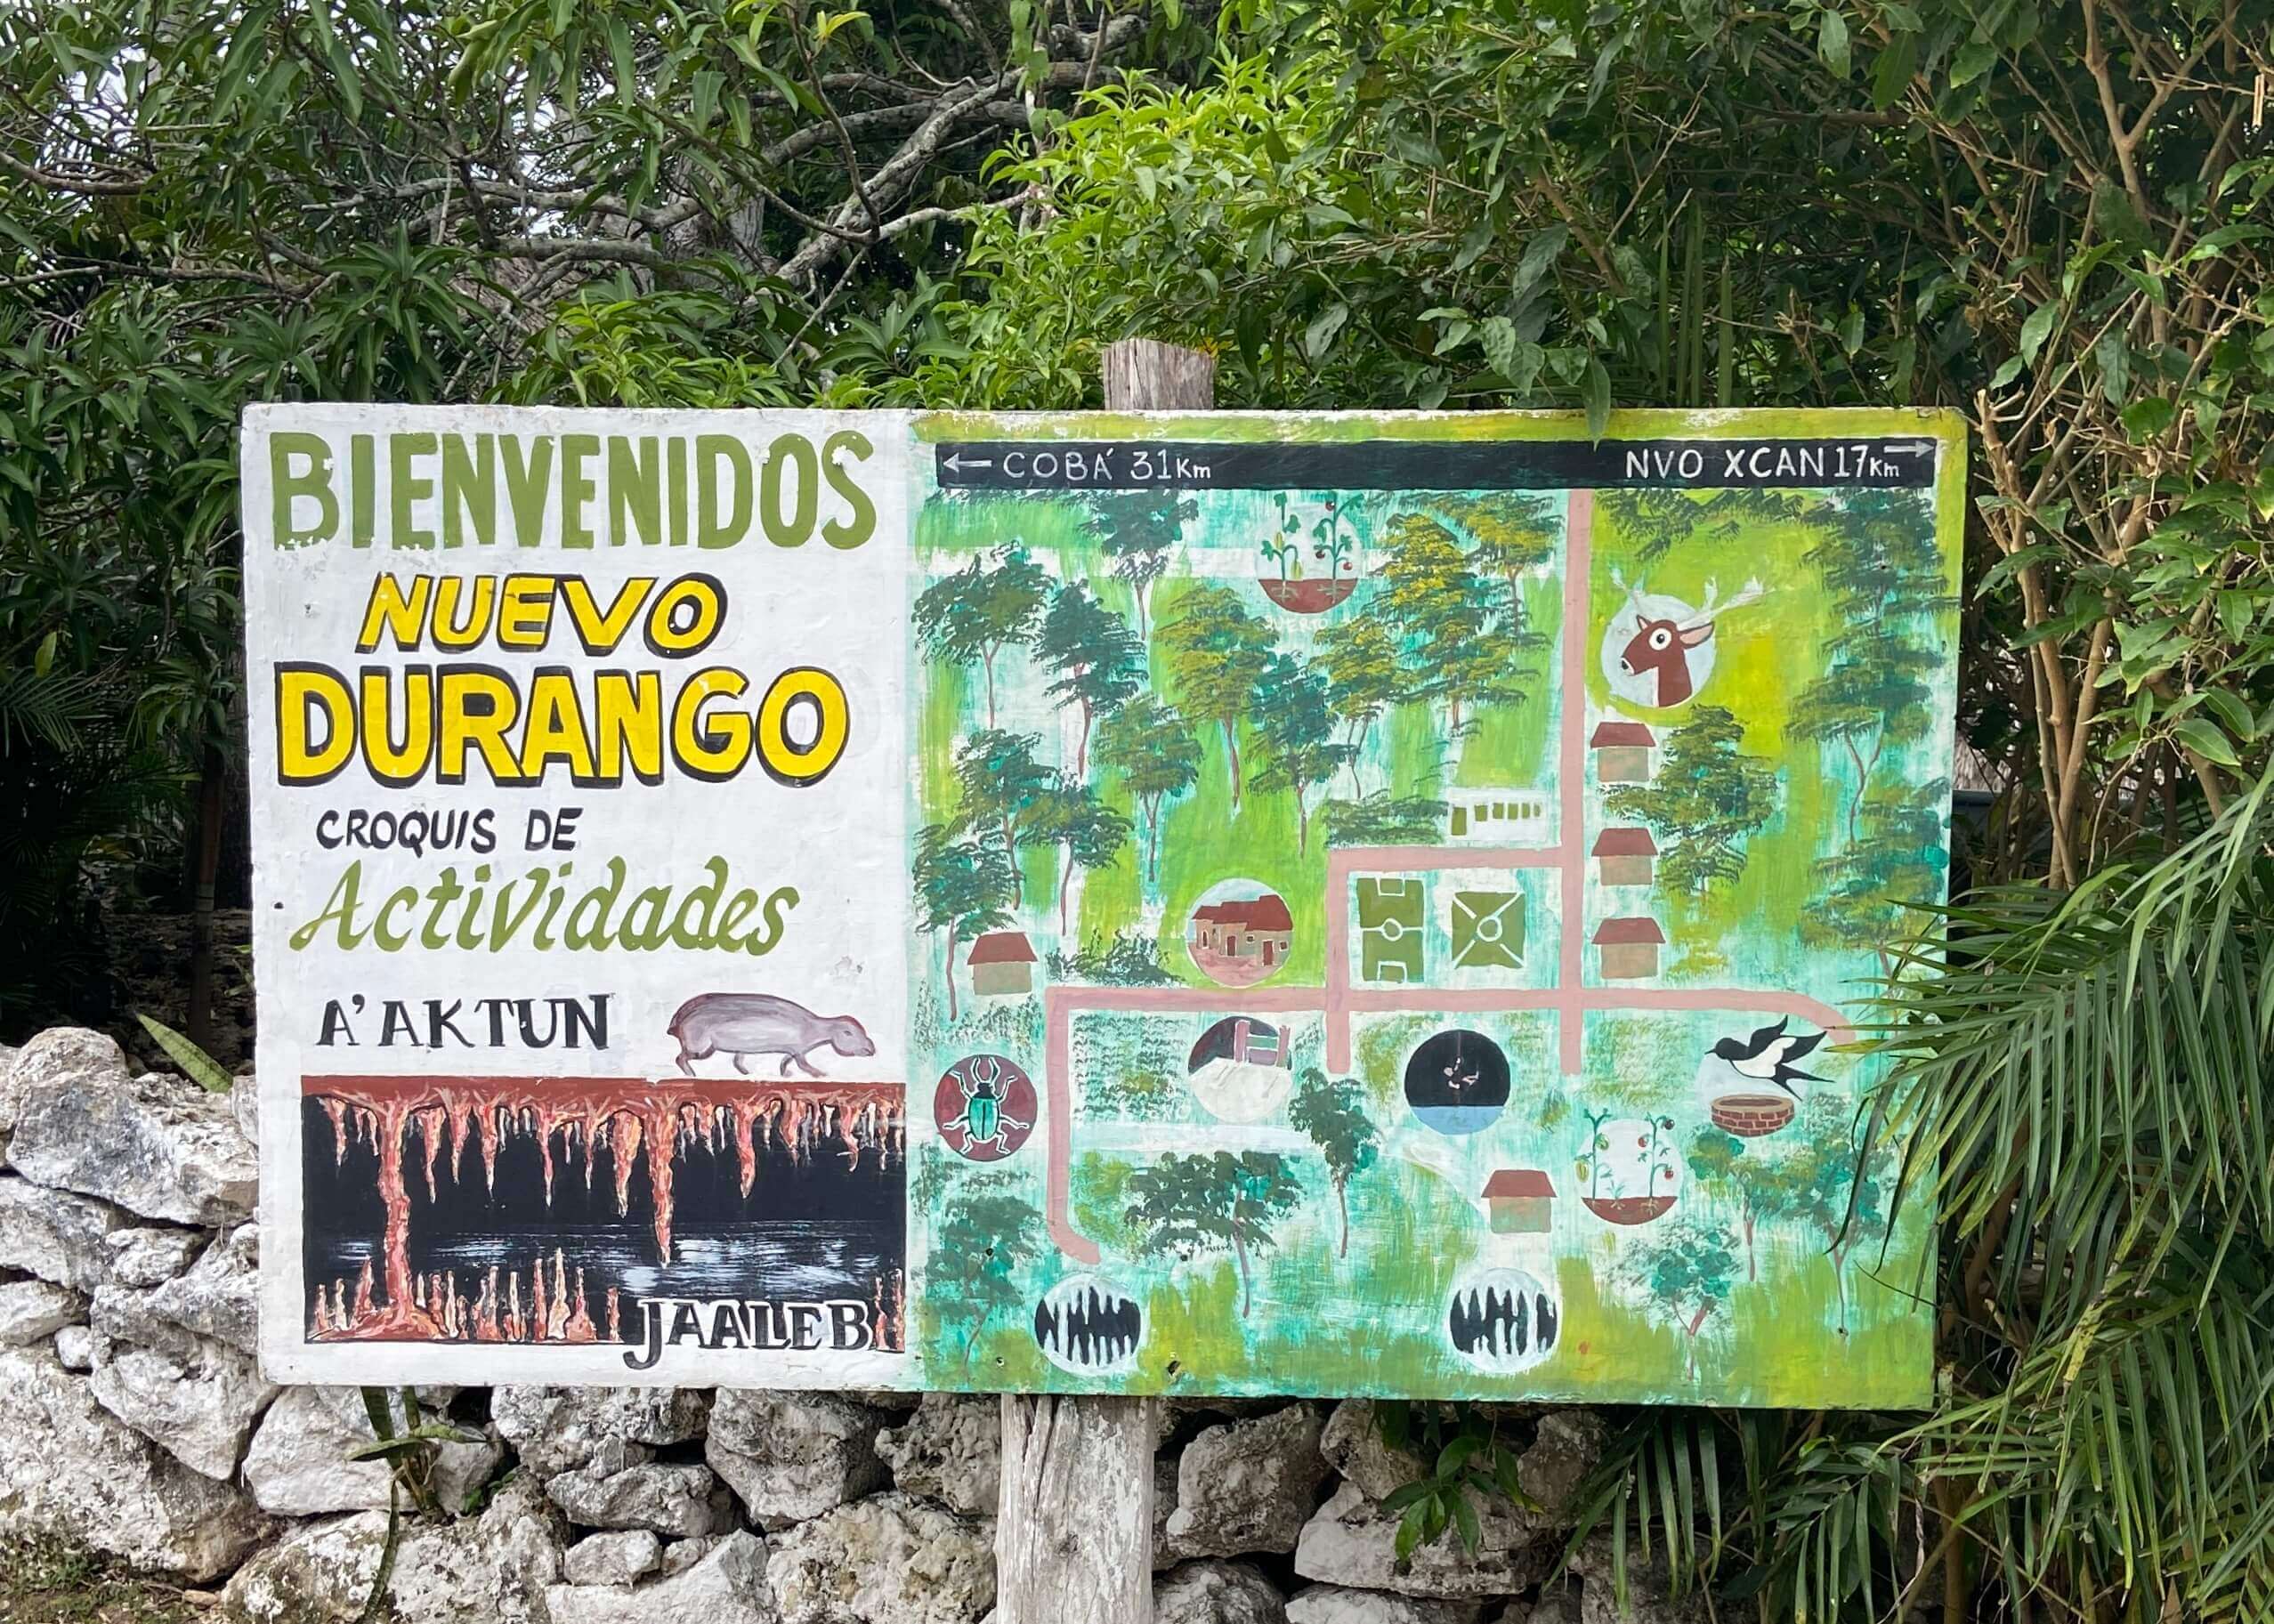 BIENVENIDOS
NUEVO
DURANGO
CROQUIS DE
Actividades
A'AKTUN
JAALEB
← COBÁ 31Km
NVO XCAN 17Km →